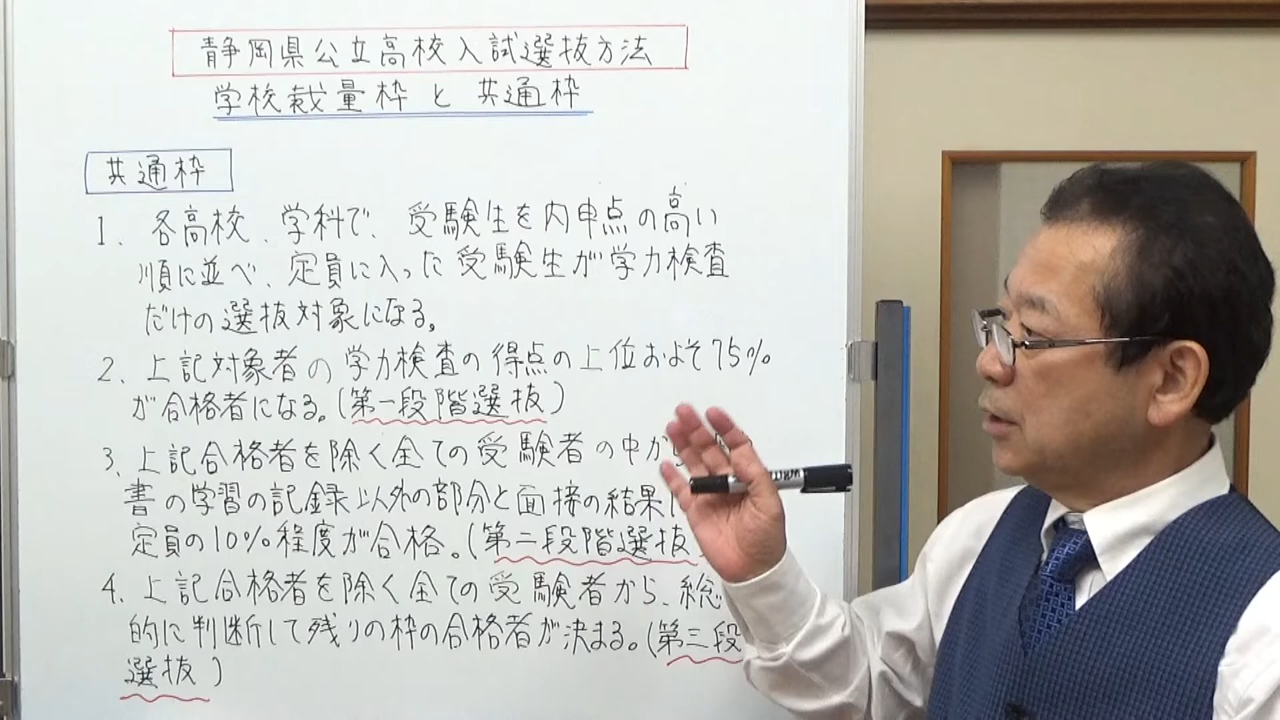 静岡県公立高校入試選抜方法
学校裁量枠と共通枠
共通枠
1. 各高校、学科で、受験生を内申点の高い
順に並べ、定員に入った受験生が学力検査
だけの選抜対象になる。
2. 上記対象者の学力検査の得点の上位およそ75%
が合格者になる。(第一段階選抜)
3. 上記合格者を除く全ての受験者の中か
書の学習の記録以外の部分と面接の結果
定員の10%程度が合格。(第二段階選抜
4. 上記合格者を除く全ての受験者から、総
的に判断して残りの枠の合格者が決まる。(第三段
選抜)